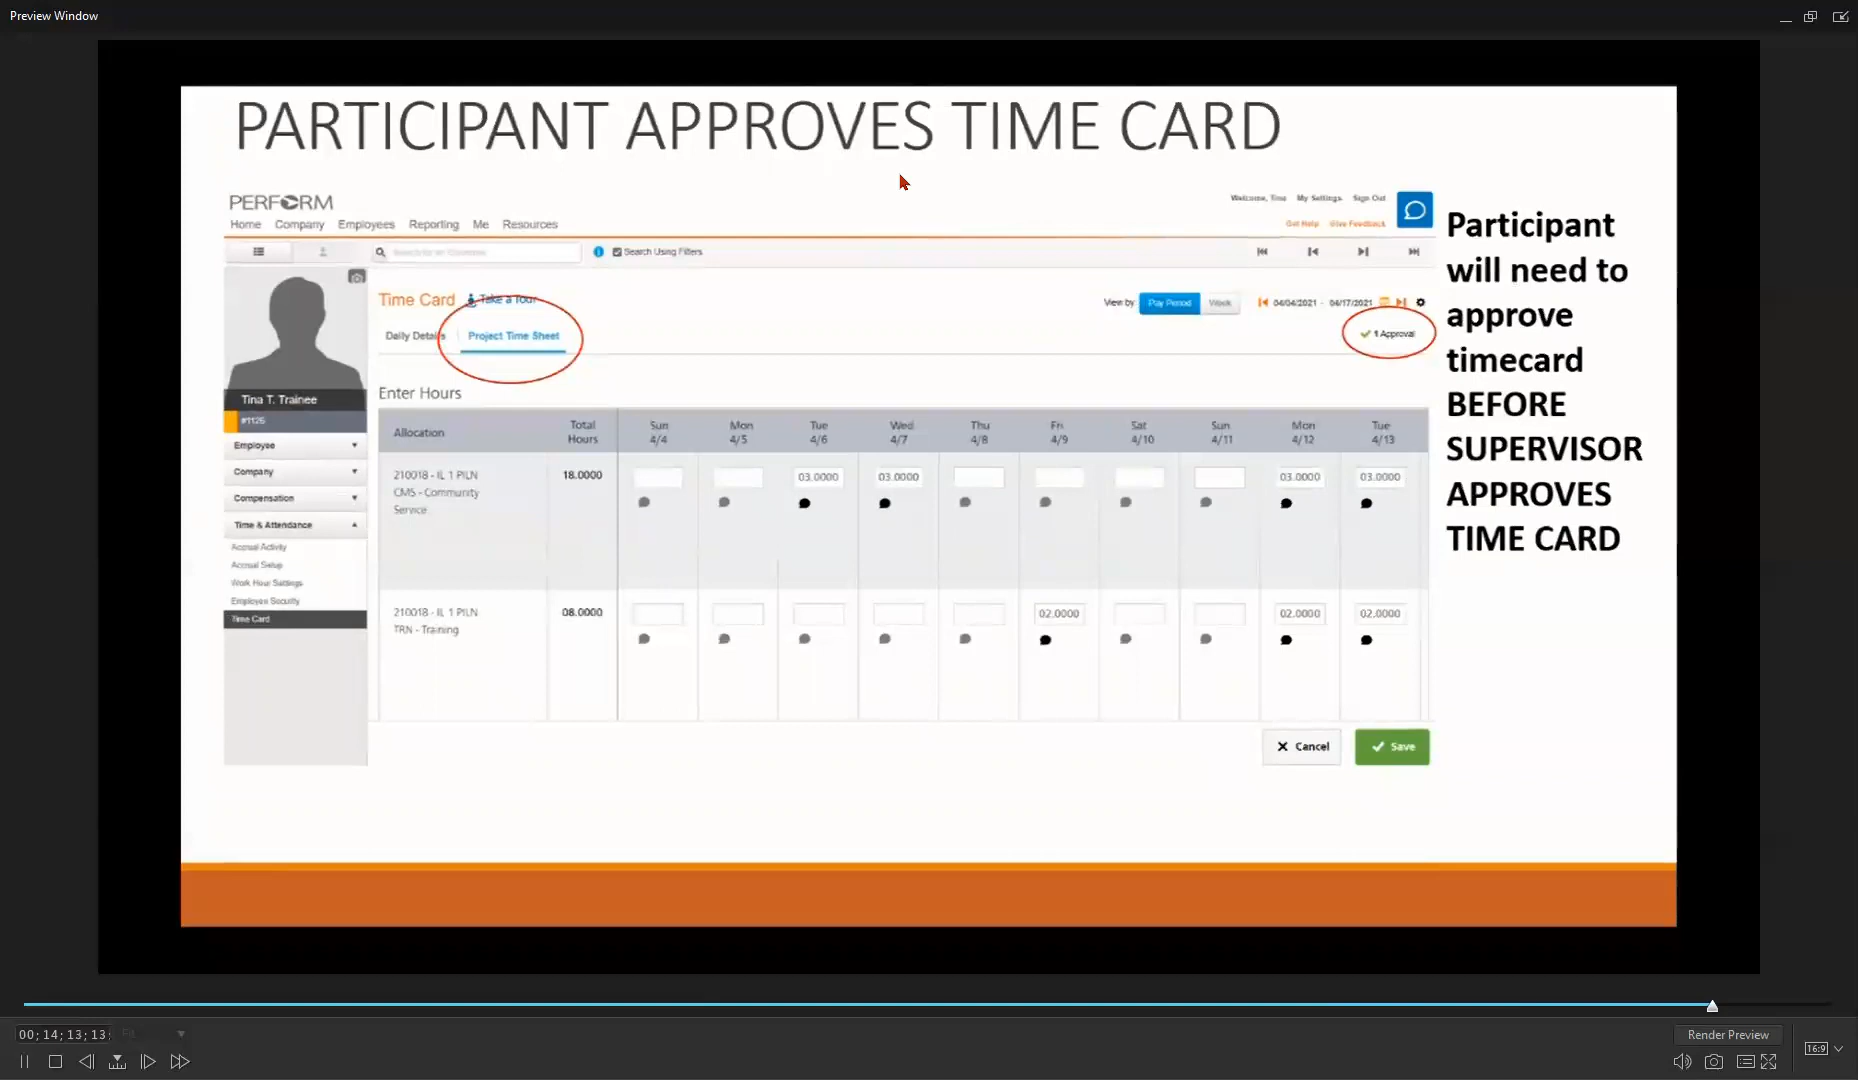 Preview Window
PARTICIPANT APPROVES TIME CARD
PERFORM
Welcome, Tina My Settings Sign Out
Home Company Employees Reporting Me Resources
Get Help Give Feedback
Search Using Filters
Participant
will need to
approve
timecard
BEFORE
SUPERVISOR
APPROVES
TIME CARD
Time Card Take a Tour
View by Pay Period Week 04/04/2021 - 04/17/2021
Daily Details Project Time Sheet
1 Approval
Enter Hours
Tina T. Trainee
#1126
Employee
Company
Compensation
Time & Attendance
Accrual Activity
Accrual Setup
Work Hour Settings
Employee Security
Time Card
Allocation Total Hours Sun 4/4 Mon 4/5 Tue 4/6 Wed 4/7 Thu 4/8 Fri 4/9 Sat 4/10 Sun 4/11 Mon 4/12 Tue 4/13
210018 - IL 1 PILN 18.0000 03.0000 03.0000 03.0000 03.0000
CMS - Community
Service
210018 - IL 1 PILN 08.0000 02.0000 02.0000 02.0000
TRN - Training
Cancel Save
00; 14; 13; 13;
Render Preview
16:9